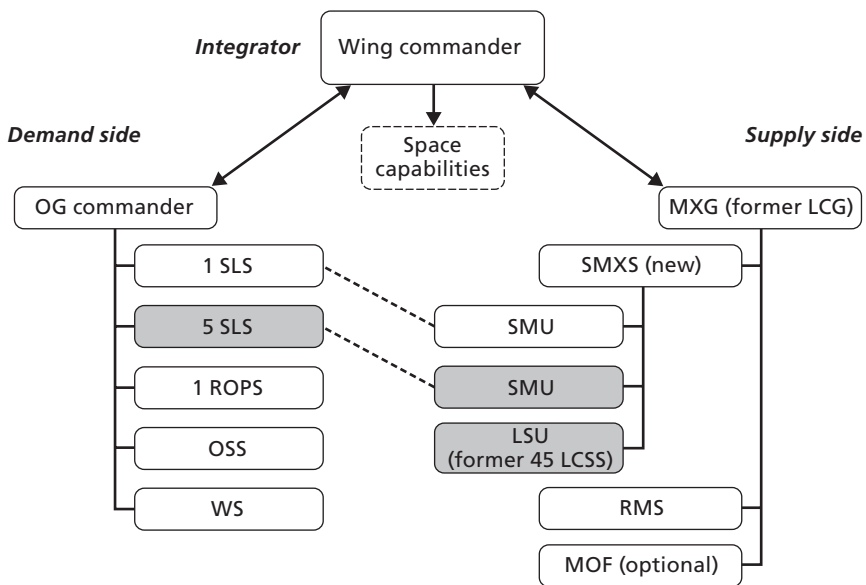 Integrator
Wing commander
Demand side
Supply side
Space
capabilities
OG commander
MXG (former LCG)
1 SLS
SMXS (new)
5 SLS
SMU
1 ROPS
SMU
OSS
LSU
(former 45 LCSS)
WS
RMS
MOF (optional)